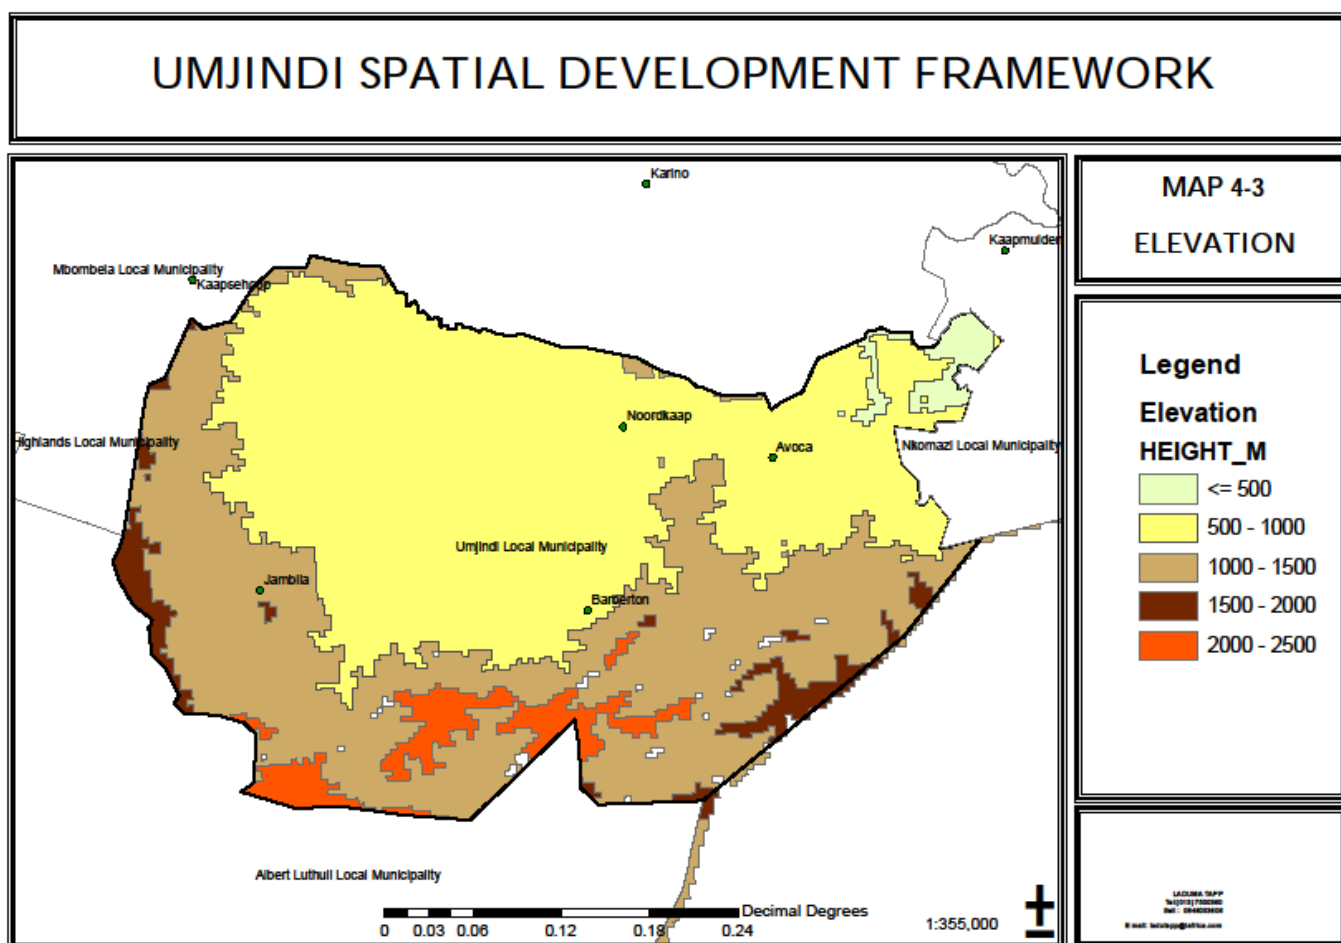 UMJINDI SPATIAL DEVELOPMENT FRAMEWORK
MAP 4-3
ELEVATION
Karino
Kaapmuiden
Mbombela Local Municipality
Kaapsehoop
Highlands Local Municipality
Noordkaap
Avoca
Nkomazi Local Municipality
Umjindi Local Municipality
Jambila
Barberton
Albert Luthuli Local Municipality
Decimal Degrees
0 0.03 0.06 0.12 0.18 0.24
1:355,000
Legend
Elevation
HEIGHT_M
<= 500
500 - 1000
1000 - 1500
1500 - 2000
2000 - 2500
LADUMA TAPP